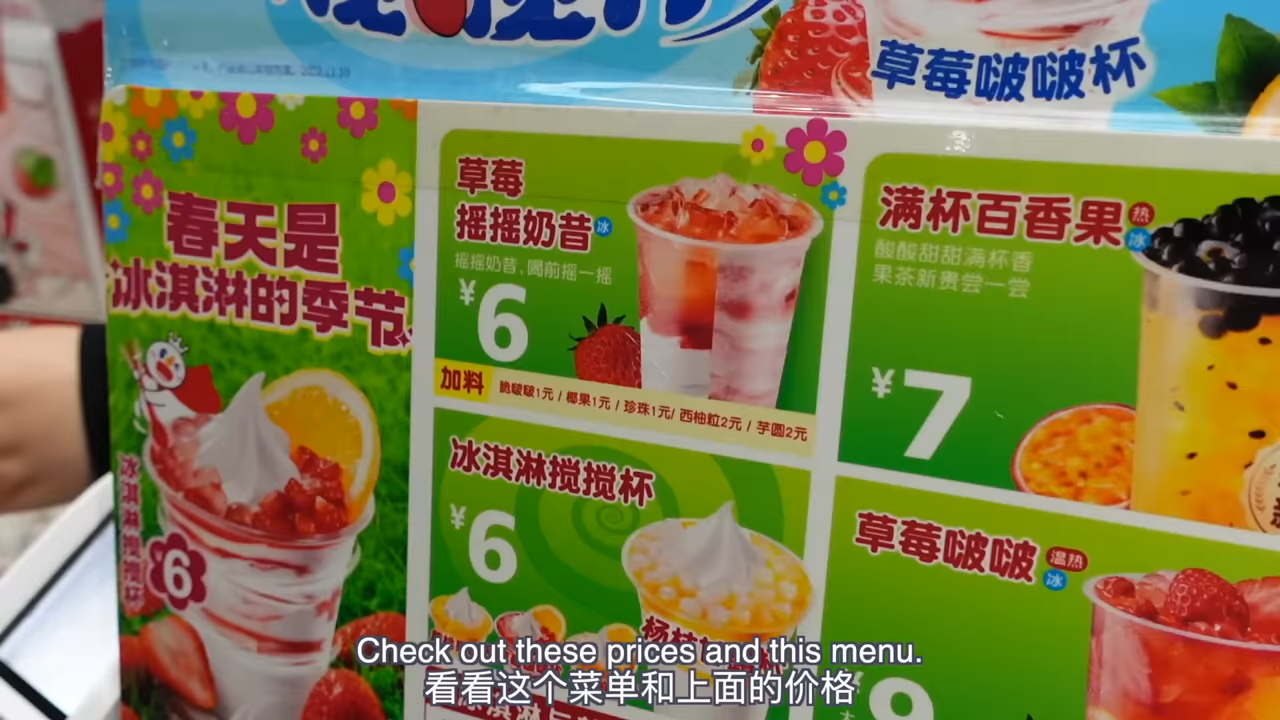 草莓啵啵杯
春天是
冰淇淋的季节
冰淇淋搅搅杯
6
草莓
摇摇奶昔 冰
摇摇奶昔,喝前摇一摇
¥6
加料 脆啵啵1元 / 椰果1元 / 珍珠1元/ 西柚粒2元 / 芋圆2元
满杯百香果 热 冰
酸酸甜甜满杯香
果茶新贵尝一尝
¥7
冰淇淋搅搅杯
¥6
草莓啵啵 温热 冰
9
Check out these prices and this menu.
看看这个菜单和上面的价格